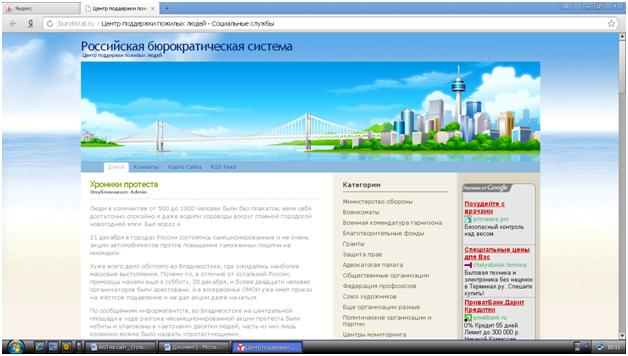 Яндекс
Центр поддержки пож
burokkrat.ru › Центр поддержки пожилых людей - Социальные службы
Российская бюрократическая система
Центр поддержки пожилых людей
Домой Контакты Карта Сайта RSS Feed
Хроники протеста
Опубликовано: Admin
Люди в количестве от 500 до 1000 человек были без плакатов, вели себя
достаточно спокойно и даже водили хороводы вокруг главной городской
новогодней елки. Был мороз и
21 декабря в городах России состоялись санкционированные и не очень
акции автомобилистов против повышения таможенных пошлин на
иномарки.
Хуже всего дело обстояло во Владивостоке, где ожидались наиболее
массовые выступления. Почему-то, в отличие от остальной России,
приморцы начали еще в субботу, 20 декабря, и более двадцати человек
организаторов были арестованы. А в воскресенье ОМОН уже имел приказ
на жёсткое подавление и не дал акции даже начаться.
По сообщениям информагентств, во Владивостоке на центральной
площади в ходе разгона несанкционированной акции протеста были
избиты и упакованы в «автозаки» десятки людей, часть из них лишь
косвенно можно было назвать «протестующими».
Категории
Министерство обороны
Военкоматы
Военная комендатура гарнизона
Благотворительные фонды
Гранты
Защита прав
Адвокатская палата
Общественные организации
Федерация профсоюзов
Союз художников
Еще организации разные
Политические организации и
партии
Центры мониторинга
Реклама от Google
Похудейте с
врачами
primavera.pro
Безопасный контроль
над весом
Специальные цены
для Вас
chelyabinsk.termina...
Бытовая техника и
электроника без наценок
в Терминал.ру. Спешите
купить!
ПриватБанк Дарит
Кредитки
privatbank.ru
0% Кредит 55 дней.
Лимит до 300 000 р.
АКЛ на сайт_ (толь...
Документ3 - Micros...
Центр поддержки ...
10:11